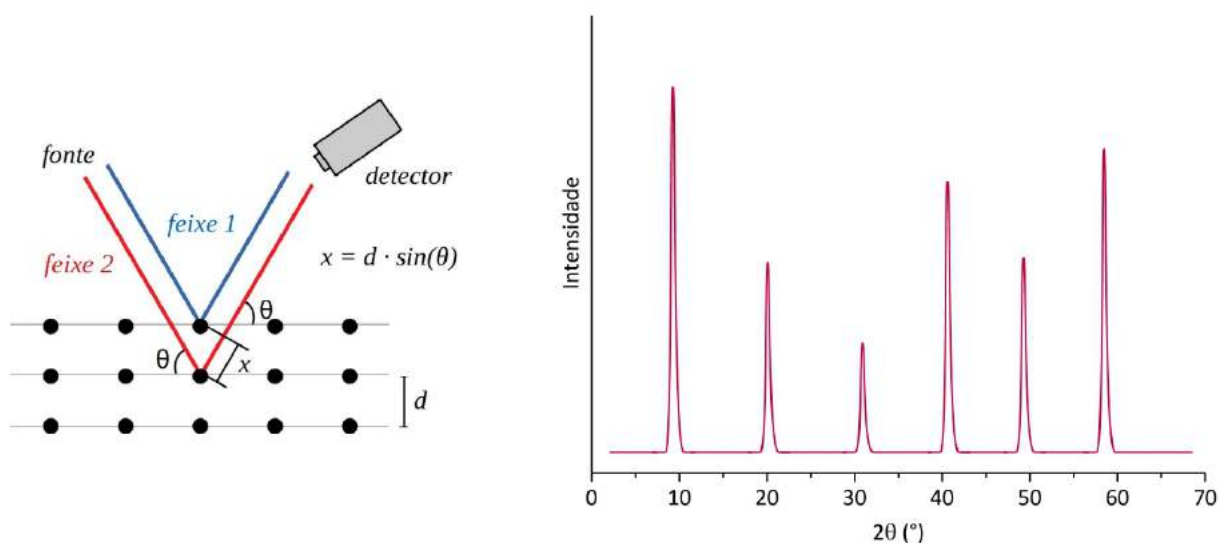 fonte
detector
feixe 1
feixe 2
x = d · sin(θ)
θ
θ
x
d
Intensidade
0 10 20 30 40 50 60 70
2θ (°)